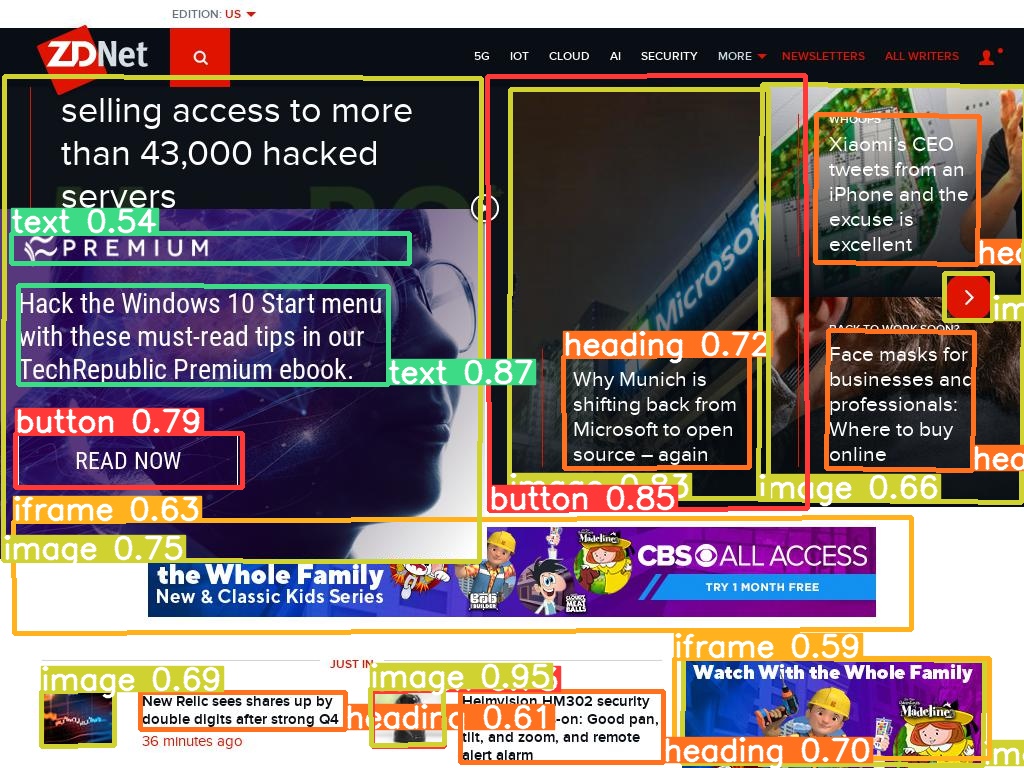 EDITION: US
ZDNet
5G IOT CLOUD AI SECURITY MORE NEWSLETTERS ALL WRITERS
selling access to more
than 43,000 hacked
servers
text 0.54
PREMIUM
Hack the Windows 10 Start menu
with these must-read tips in our
TechRepublic Premium ebook.
text 0.87
button 0.79
READ NOW
iframe 0.63
image 0.75
Microsoft
heading 0.72
Why Munich is
shifting back from
Microsoft to open
source – again
image 0.83
button 0.85
WHOOPS
Xiaomi's CEO
tweets from an
iPhone and the
excuse is
excellent
hea
im
BACK TO WORK SOON?
Face masks for
businesses and
professionals:
Where to buy
online
hea
image 0.66
the Whole Family
New & Classic Kids Series
BOB
THE BUILDER
CLOUDY
MEAT
BALLS
Madeline
CBS ALL ACCESS
TRY 1 MONTH FREE
JUST IN
image 0.69
New Relic sees shares up by
double digits after strong Q4
36 minutes ago
image 0.95
heading 0.61
Heimvision HM302 security
-on: Good pan,
tilt, and zoom, and remote
alert alarm
iframe 0.59
Watch With the Whole Family
Madeline
heading 0.70
im